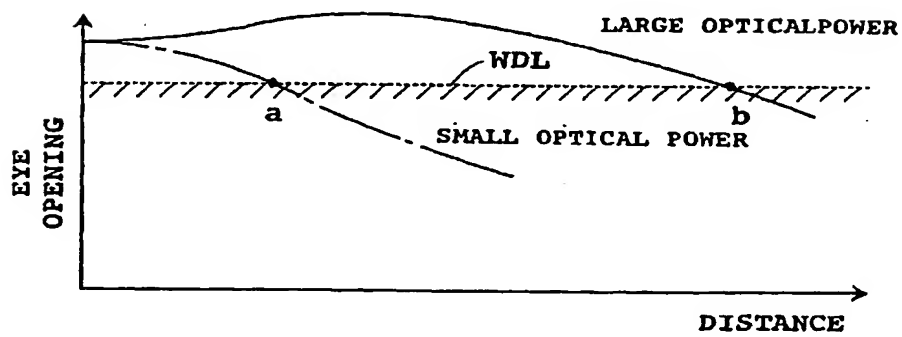 LARGE OPTICALPOWER
WDL
a
b
SMALL OPTICAL POWER
EYE
OPENING
DISTANCE